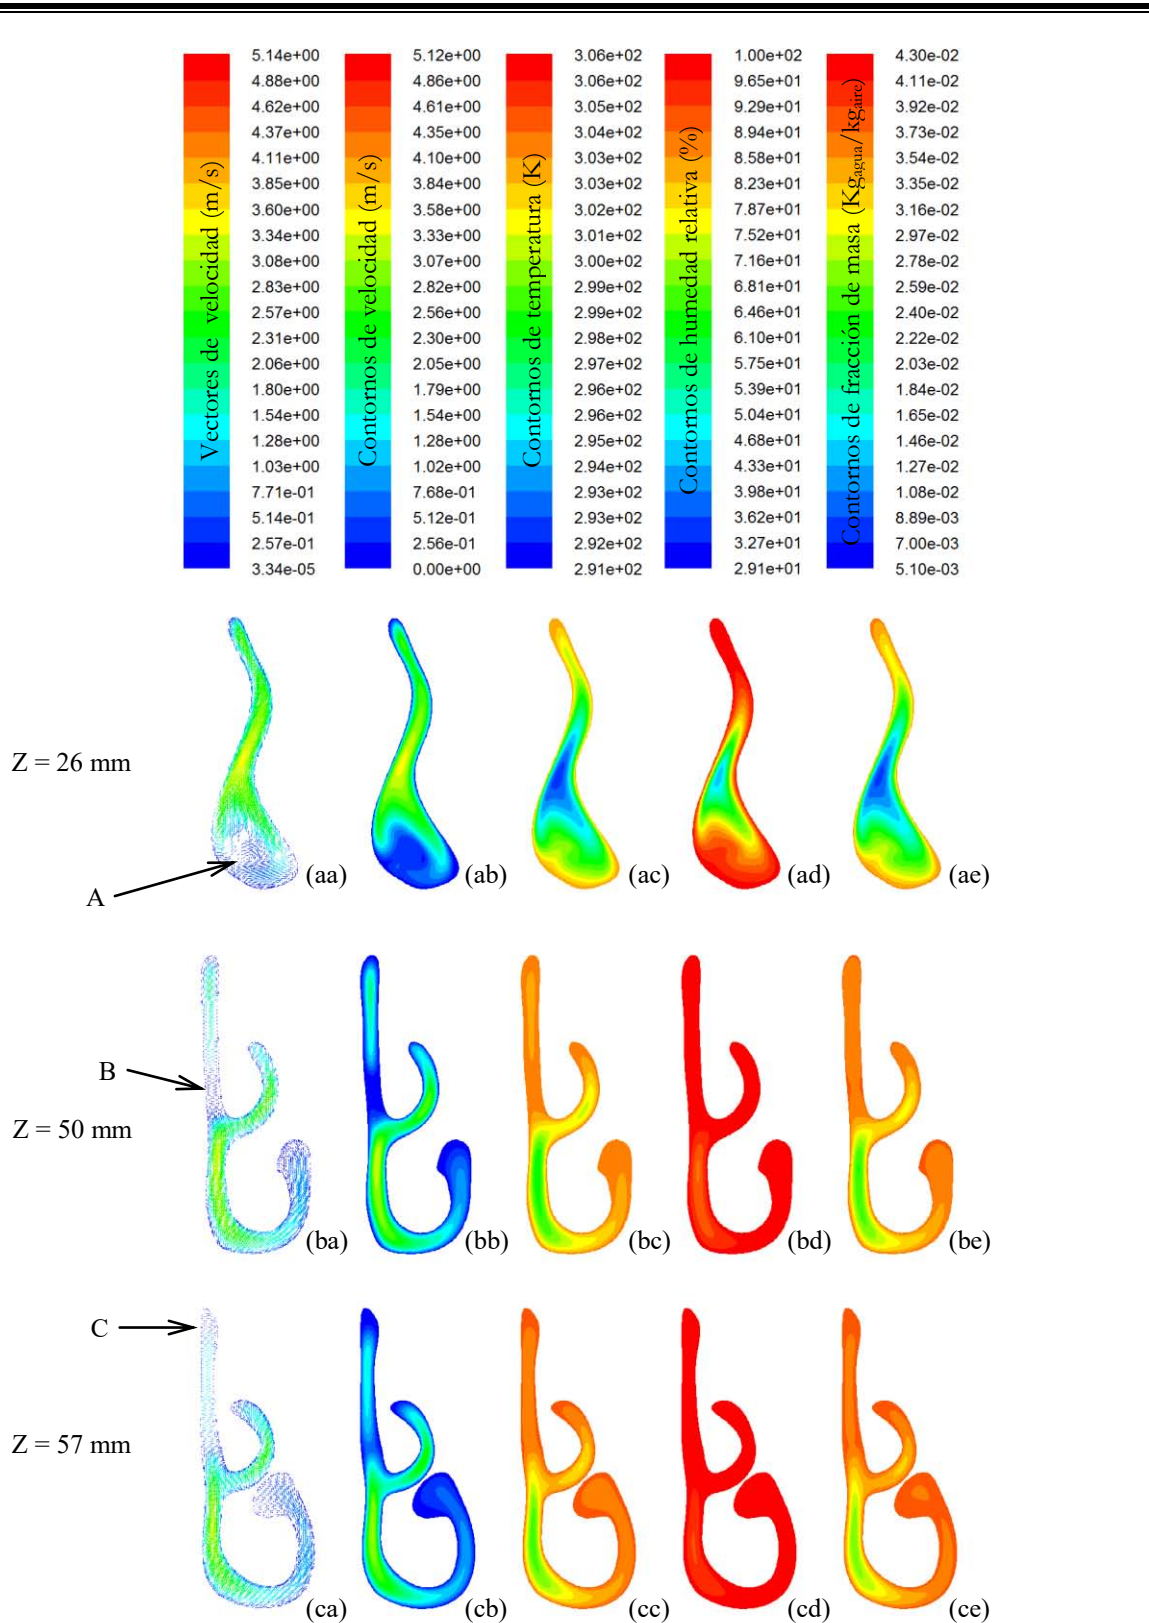 5.14e+00 5.12e+00 3.06e+02 1.00e+02 4.30e-02
4.88e+00 4.86e+00 3.06e+02 9.65e+01 4.11e-02
4.62e+00 4.61e+00 3.05e+02 9.29e+01 3.92e-02
4.37e+00 4.35e+00 3.04e+02 8.94e+01 3.73e-02
4.11e+00 4.10e+00 3.03e+02 8.58e+01 3.54e-02
3.85e+00 3.84e+00 3.03e+02 8.23e+01 3.35e-02
3.60e+00 3.58e+00 3.02e+02 7.87e+01 3.16e-02
3.34e+00 3.33e+00 3.01e+02 7.52e+01 2.97e-02
3.08e+00 3.07e+00 3.00e+02 7.16e+01 2.78e-02
2.83e+00 2.82e+00 2.99e+02 6.81e+01 2.59e-02
2.57e+00 2.56e+00 2.99e+02 6.46e+01 2.40e-02
2.31e+00 2.30e+00 2.98e+02 6.10e+01 2.22e-02
2.06e+00 2.05e+00 2.97e+02 5.75e+01 2.03e-02
1.80e+00 1.79e+00 2.96e+02 5.39e+01 1.84e-02
1.54e+00 1.54e+00 2.96e+02 5.04e+01 1.65e-02
1.28e+00 1.28e+00 2.95e+02 4.68e+01 1.46e-02
1.03e+00 1.02e+00 2.94e+02 4.33e+01 1.27e-02
7.71e-01 7.68e-01 2.93e+02 3.98e+01 1.08e-02
5.14e-01 5.12e-01 2.93e+02 3.62e+01 8.89e-03
2.57e-01 2.56e-01 2.92e+02 3.27e+01 7.00e-03
3.34e-05 0.00e+00 2.91e+02 2.91e+01 5.10e-03
Vectores de velocidad (m/s)
Contornos de velocidad (m/s)
Contornos de temperatura (K)
Contornos de humedad relativa (%)
Contornos de fracción de masa (Kgagua/kgaire)
Z = 26 mm
A
(aa) (ab) (ac) (ad) (ae)
B
Z = 50 mm
(ba) (bb) (bc) (bd) (be)
C
Z = 57 mm
(ca) (cb) (cc) (cd) (ce)